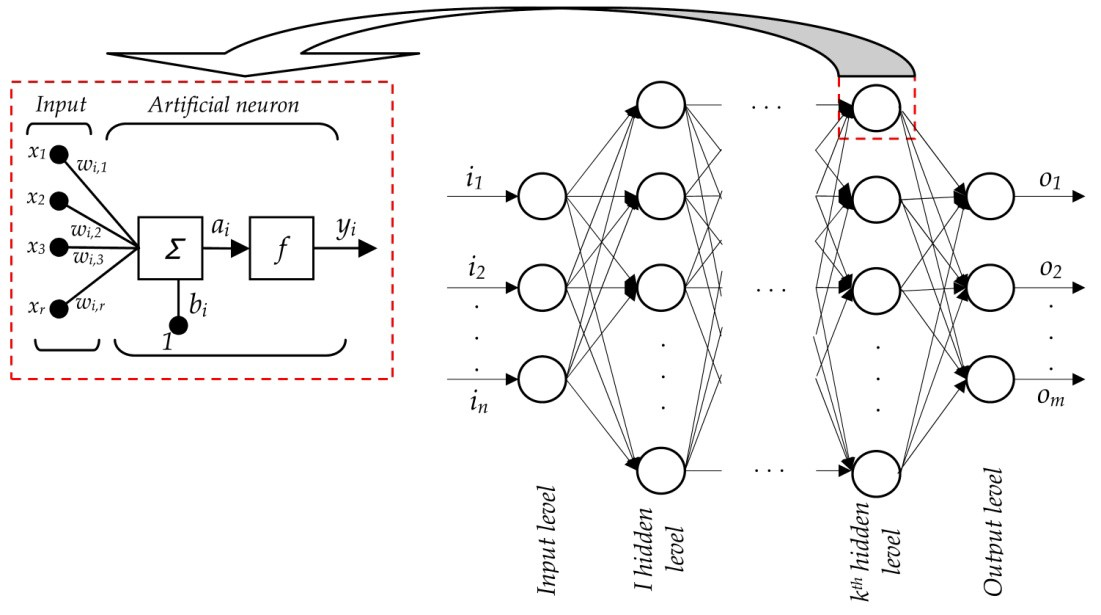 Input
Artificial neuron
x1
wi,1
x2
wi,2
x3
wi,3
xr
wi,r
Σ
ai
f
yi
bi
1
i1
i2
in
. . .
. . .
. . .
o1
o2
om
Input level
I hidden
level
kth hidden
level
Output level